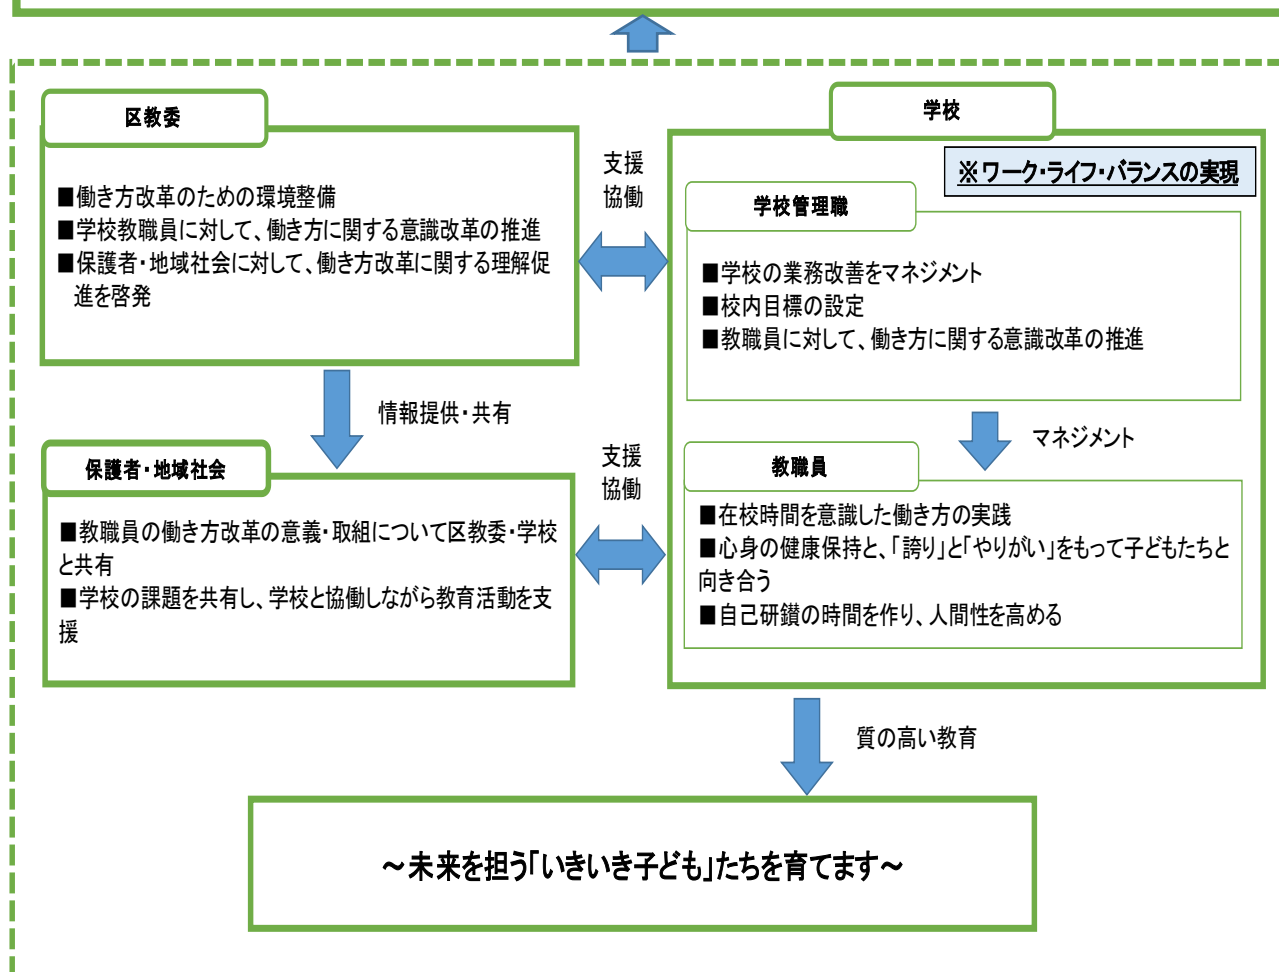 区教委
■働き方改革のための環境整備
■学校教職員に対して、働き方に関する意識改革の推進
■保護者・地域社会に対して、働き方改革に関する理解促
進を啓発
支援
協働
学校
※ワーク・ライフ・バランスの実現
学校管理職
■学校の業務改善をマネジメント
■校内目標の設定
■教職員に対して、働き方に関する意識改革の推進
情報提供・共有
マネジメント
保護者・地域社会
■教職員の働き方改革の意義・取組について区教委・学校
と共有
■学校の課題を共有し、学校と協働しながら教育活動を支
援
支援
協働
教職員
■在校時間を意識した働き方の実践
■心身の健康保持と、「誇り」と「やりがい」をもって子どもたちと
向き合う
■自己研鑽の時間を作り、人間性を高める
質の高い教育
～未来を担う「いきいき子ども」たちを育てます～